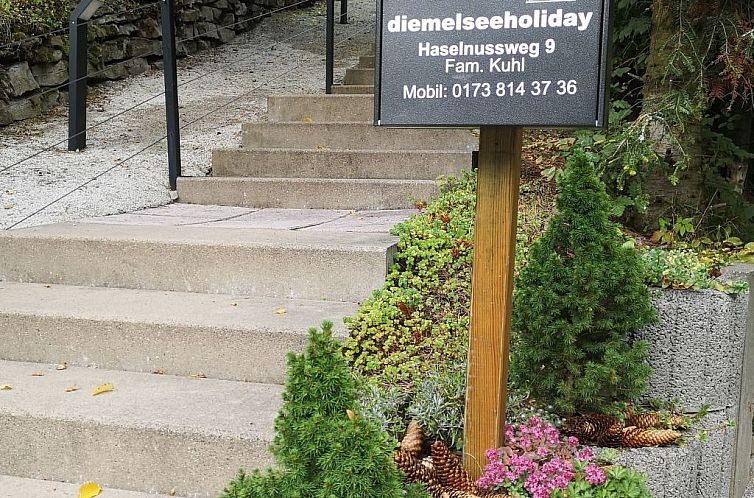 diemelseeholiday
Haselnussweg 9
Fam. Kuhl
Mobil: 0173 814 37 36